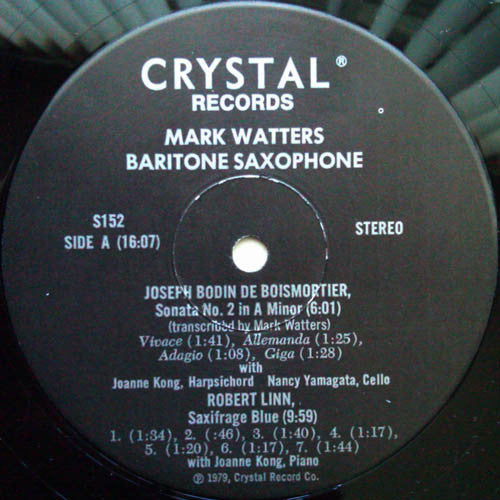 CRYSTAL®
RECORDS
MARK WATTERS
BARITONE SAXOPHONE
S152
SIDE A (16:07)
STEREO
JOSEPH BODIN DE BOISMORTIER,
Sonata No. 2 in A Minor (6:01)
(transcribed by Mark Watters)
Vivace (1:41), Allemanda (1:25),
Adagio (1:08), Giga (1:28)
with
Joanne Kong, Harpsichord Nancy Yamagata, Cello
ROBERT LINN,
Saxifrage Blue (9:59)
1. (1:34), 2. (:46), 3. (1:40), 4. (1:17),
5. (1:20), 6. (1:17), 7. (1:44)
with Joanne Kong, Piano
℗ 1979, Crystal Record Co.